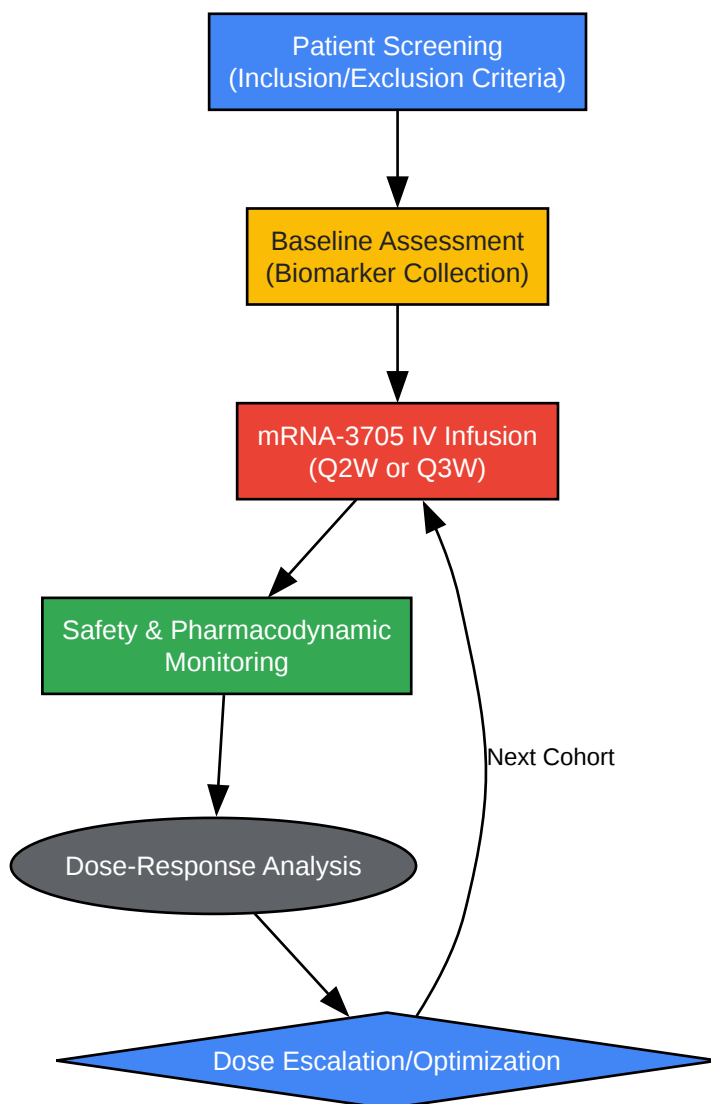 Patient Screening
(Inclusion/Exclusion Criteria)
Baseline Assessment
(Biomarker Collection)
mRNA-3705 IV Infusion
(Q2W or Q3W)
Safety & Pharmacodynamic
Monitoring
Next Cohort
Dose-Response Analysis
Dose Escalation/Optimization